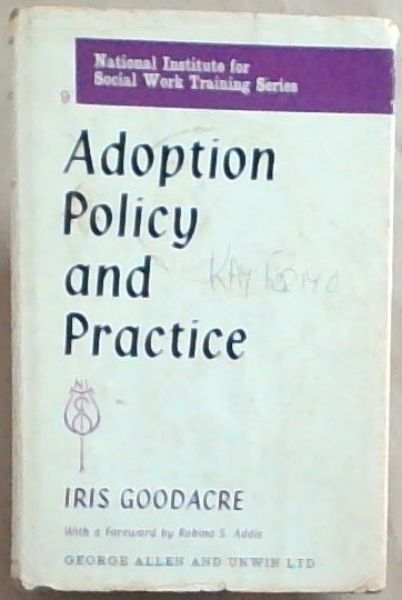 National Institute for
Social Work Training Series
9
Adoption
Policy
and
Practice
KAY
N.I.
IRIS GOODACRE
With a Foreword by Robina S. Addis
GEORGE ALLEN AND UNWIN LTD